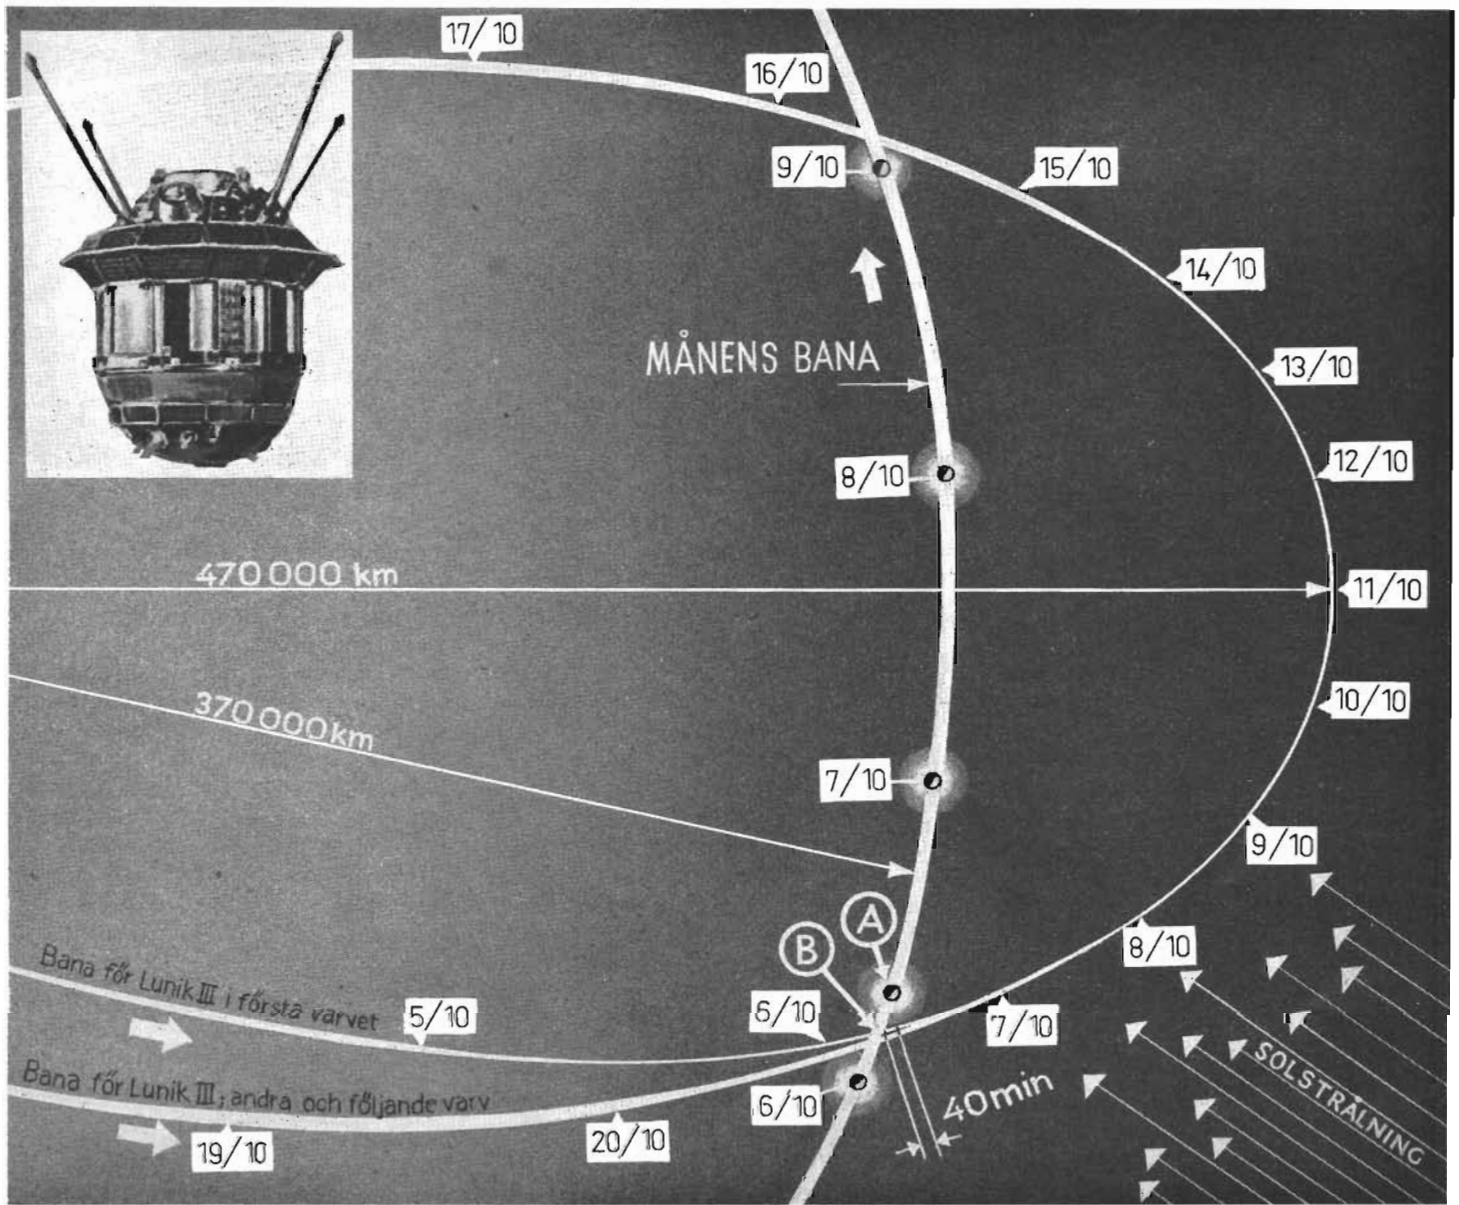 17/10
16/10
9/10
15/10
14/10
MÅNENS BANA
13/10
8/10
12/10
470 000 km
11/10
370 000 km
10/10
7/10
9/10
A
B
8/10
Bana för Lunik III i första varvet
5/10
6/10
7/10
SOLSTRÅLNING
Bana för Lunik III; andra och följande varv
6/10
40 min
19/10
20/10